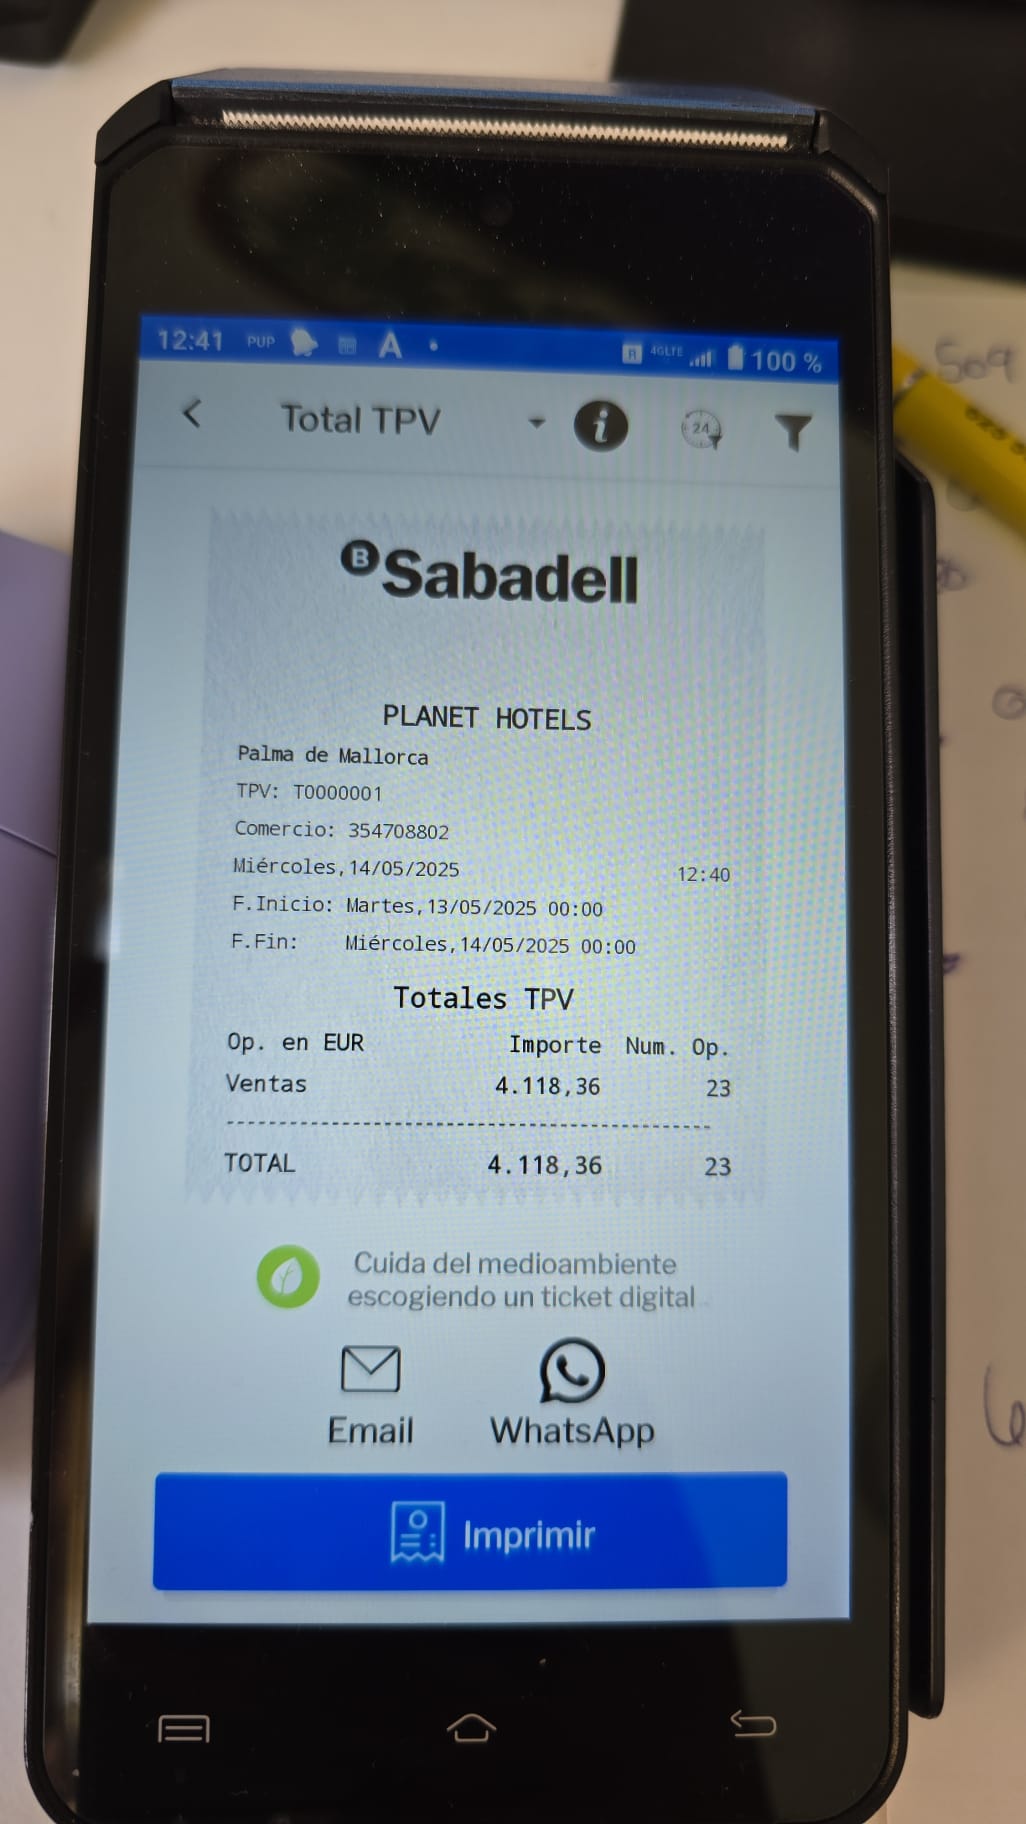 12:41 PUP A R 4GLTE 100 %
Total TPV i 24
B Sabadell
PLANET HOTELS
Palma de Mallorca
TPV: T0000001
Comercio: 354708802
Miércoles,14/05/2025 12:40
F.Inicio: Martes,13/05/2025 00:00
F.Fin: Miércoles,14/05/2025 00:00
Totales TPV
Op. en EUR Importe Num. Op.
Ventas 4.118,36 23
TOTAL 4.118,36 23
Cuida del medioambiente
escogiendo un ticket digital
Email WhatsApp
Imprimir